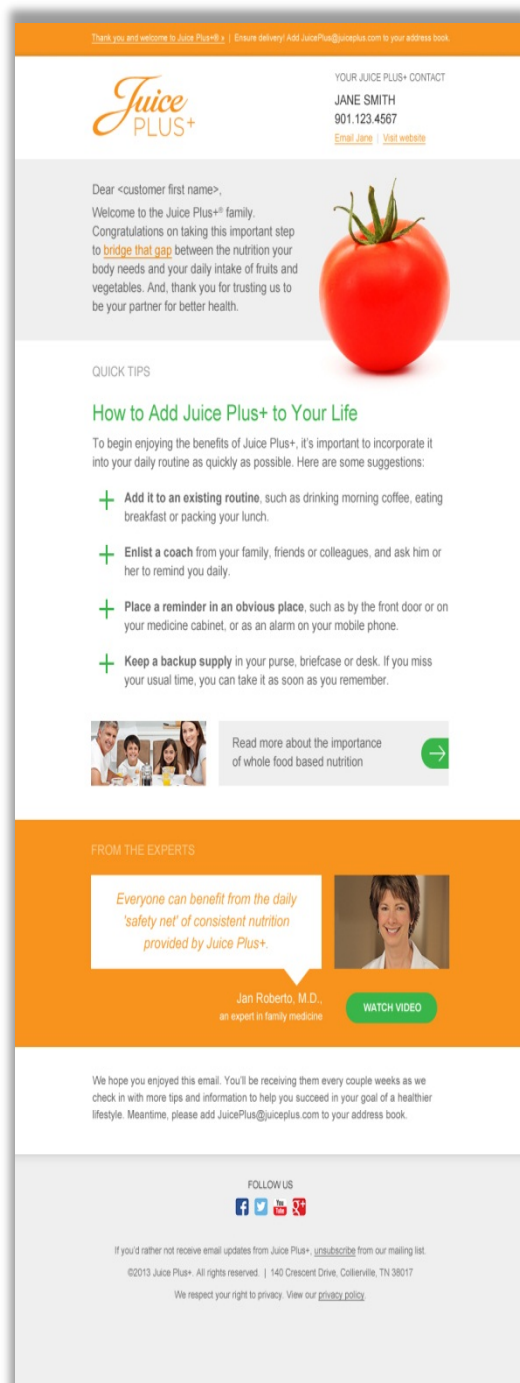 Thank you and welcome to Juice Plus+® » | Ensure delivery! Add JuicePlus@juiceplus.com to your address book.
Juice
PLUS+
YOUR JUICE PLUS+ CONTACT
JANE SMITH
901.123.4567
Email Jane | Visit website
Dear <customer first name>,
Welcome to the Juice Plus+® family.
Congratulations on taking this important step
to bridge that gap between the nutrition your
body needs and your daily intake of fruits and
vegetables. And, thank you for trusting us to
be your partner for better health.
QUICK TIPS
How to Add Juice Plus+ to Your Life
To begin enjoying the benefits of Juice Plus+, it's important to incorporate it
into your daily routine as quickly as possible. Here are some suggestions:
Add it to an existing routine, such as drinking morning coffee, eating
breakfast or packing your lunch.
Enlist a coach from your family, friends or colleagues, and ask him or
her to remind you daily.
Place a reminder in an obvious place, such as by the front door or on
your medicine cabinet, or as an alarm on your mobile phone.
Keep a backup supply in your purse, briefcase or desk. If you miss
your usual time, you can take it as soon as you remember.
Read more about the importance
of whole food based nutrition
FROM THE EXPERTS
Everyone can benefit from the daily
'safety net' of consistent nutrition
provided by Juice Plus+.
Jan Roberto, M.D.,
an expert in family medicine
WATCH VIDEO
We hope you enjoyed this email. You'll be receiving them every couple weeks as we
check in with more tips and information to help you succeed in your goal of a healthier
lifestyle. Meantime, please add JuicePlus@juiceplus.com to your address book.
FOLLOW US
f You Tube g+
If you'd rather not receive email updates from Juice Plus+, unsubscribe from our mailing list.
©2013 Juice Plus+. All rights reserved. | 140 Crescent Drive, Collierville, TN 38017
We respect your right to privacy. View our privacy policy.